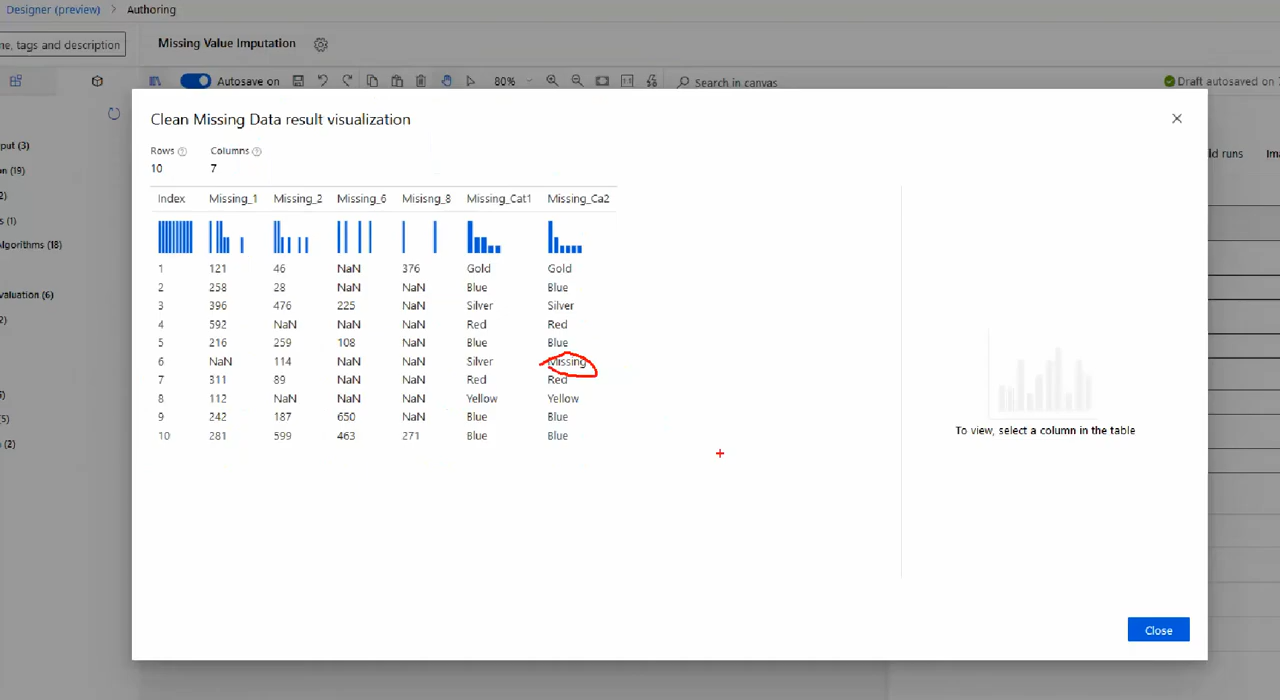 Designer (preview) > Authoring
ne, tags and description
Missing Value Imputation
Autosave on
80%
Search in canvas
Draft autosaved on
Clean Missing Data result visualization
Rows Columns
10 7
Index Missing_1 Missing_2 Missing_6 Misisng_8 Missing_Cat1 Missing_Ca2
1 121 46 NaN 376 Gold Gold
2 258 28 NaN NaN Blue Blue
3 396 476 225 NaN Silver Silver
4 592 NaN NaN NaN Red Red
5 216 259 108 NaN Blue Blue
6 NaN 114 NaN NaN Silver Missing
7 311 89 NaN NaN Red Red
8 112 NaN NaN NaN Yellow Yellow
9 242 187 650 NaN Blue Blue
10 281 599 463 271 Blue Blue
To view, select a column in the table
Close
put (3)
n (19)
2)
s (1)
lgorithms (18)
valuation (6)
2)
5)
(2)
ld runs